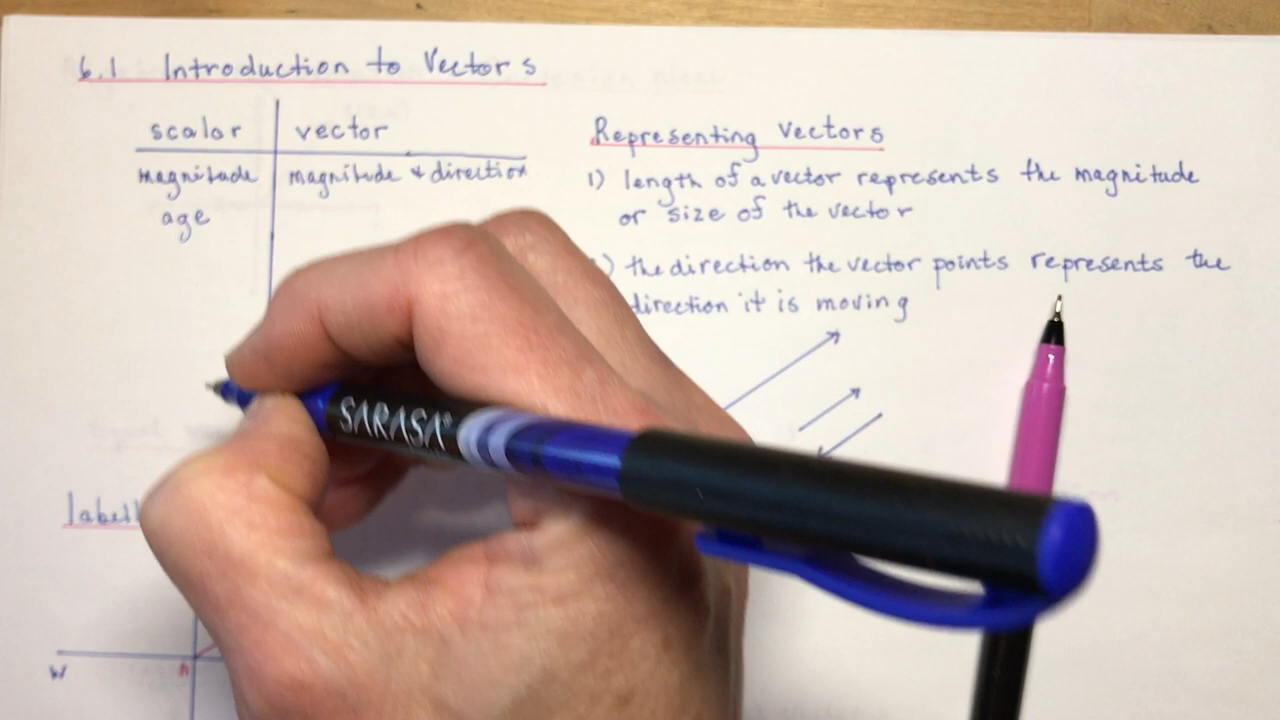 6.1 Introduction to Vectors
scalar vector
magnitude magnitude & direction
age
Representing Vectors
1) length of a vector represents the magnitude
or size of the vector
) the direction the vector points represents the
direction it is moving
SARASA
labell
W
A